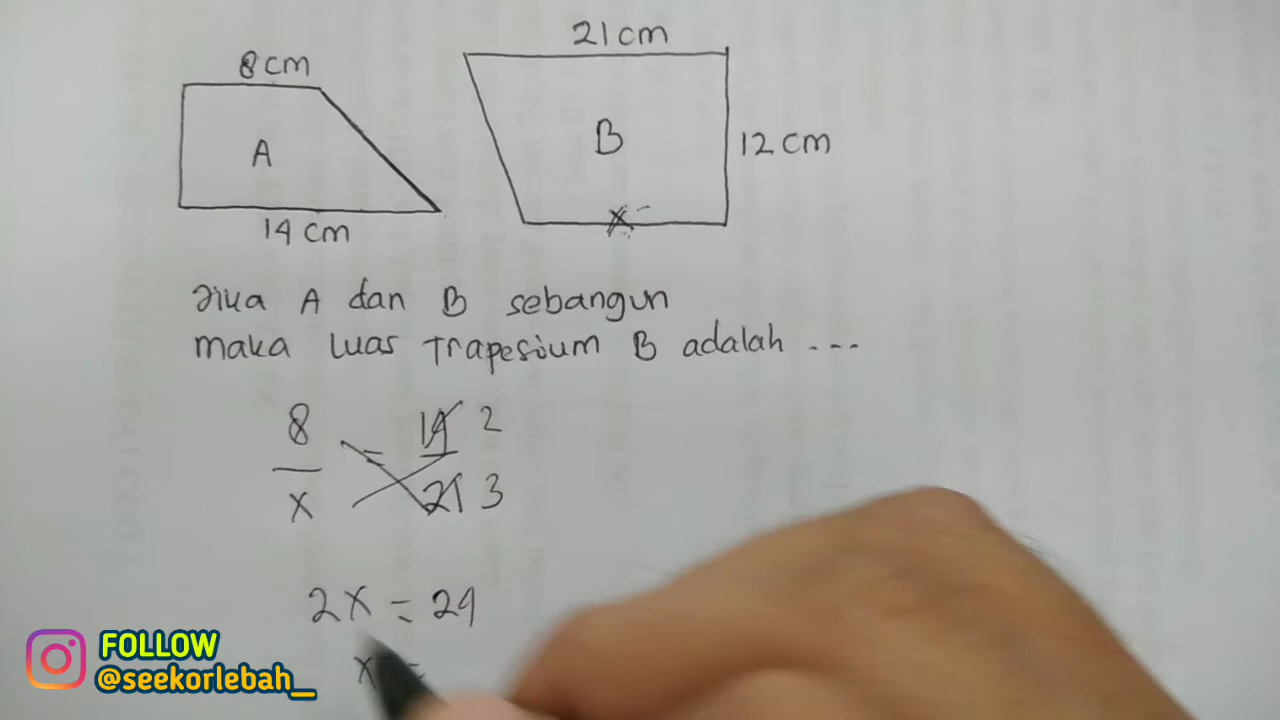 21 cm
8 cm
A
B
12 cm
x
14 cm
Jika A dan B sebangun
maka luas trapesium B adalah ...
8 = 14 2
x 21 3
2x = 24
x =
FOLLOW
@seekorlebah_